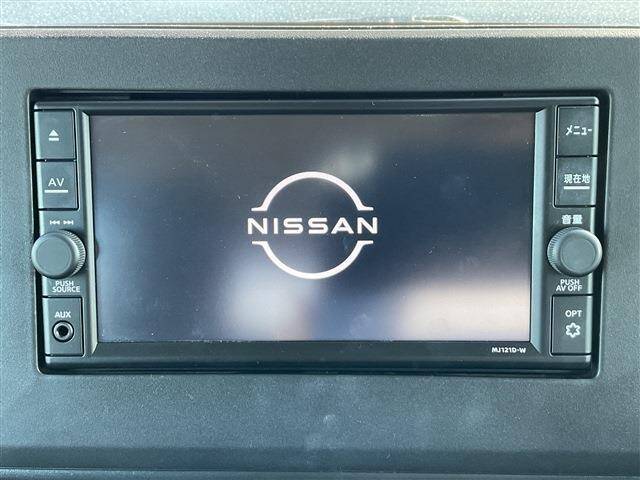 AV
PUSH
SOURCE
AUX
NISSAN
メニュー
現在地
音量
PUSH
AV OFF
OPT
MJ121D-W